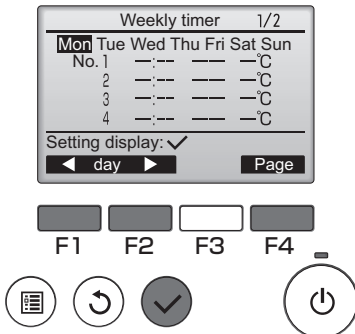 Weekly timer 1/2
Mon Tue Wed Thu Fri Sat Sun
No. 1 –:–– –– –– –°C
2 –:–– –– –– –°C
3 –:–– –– –– –°C
4 –:–– –– –– –°C
Setting display: ✓
◀ day ▶ Page
F1 F2 F3 F4